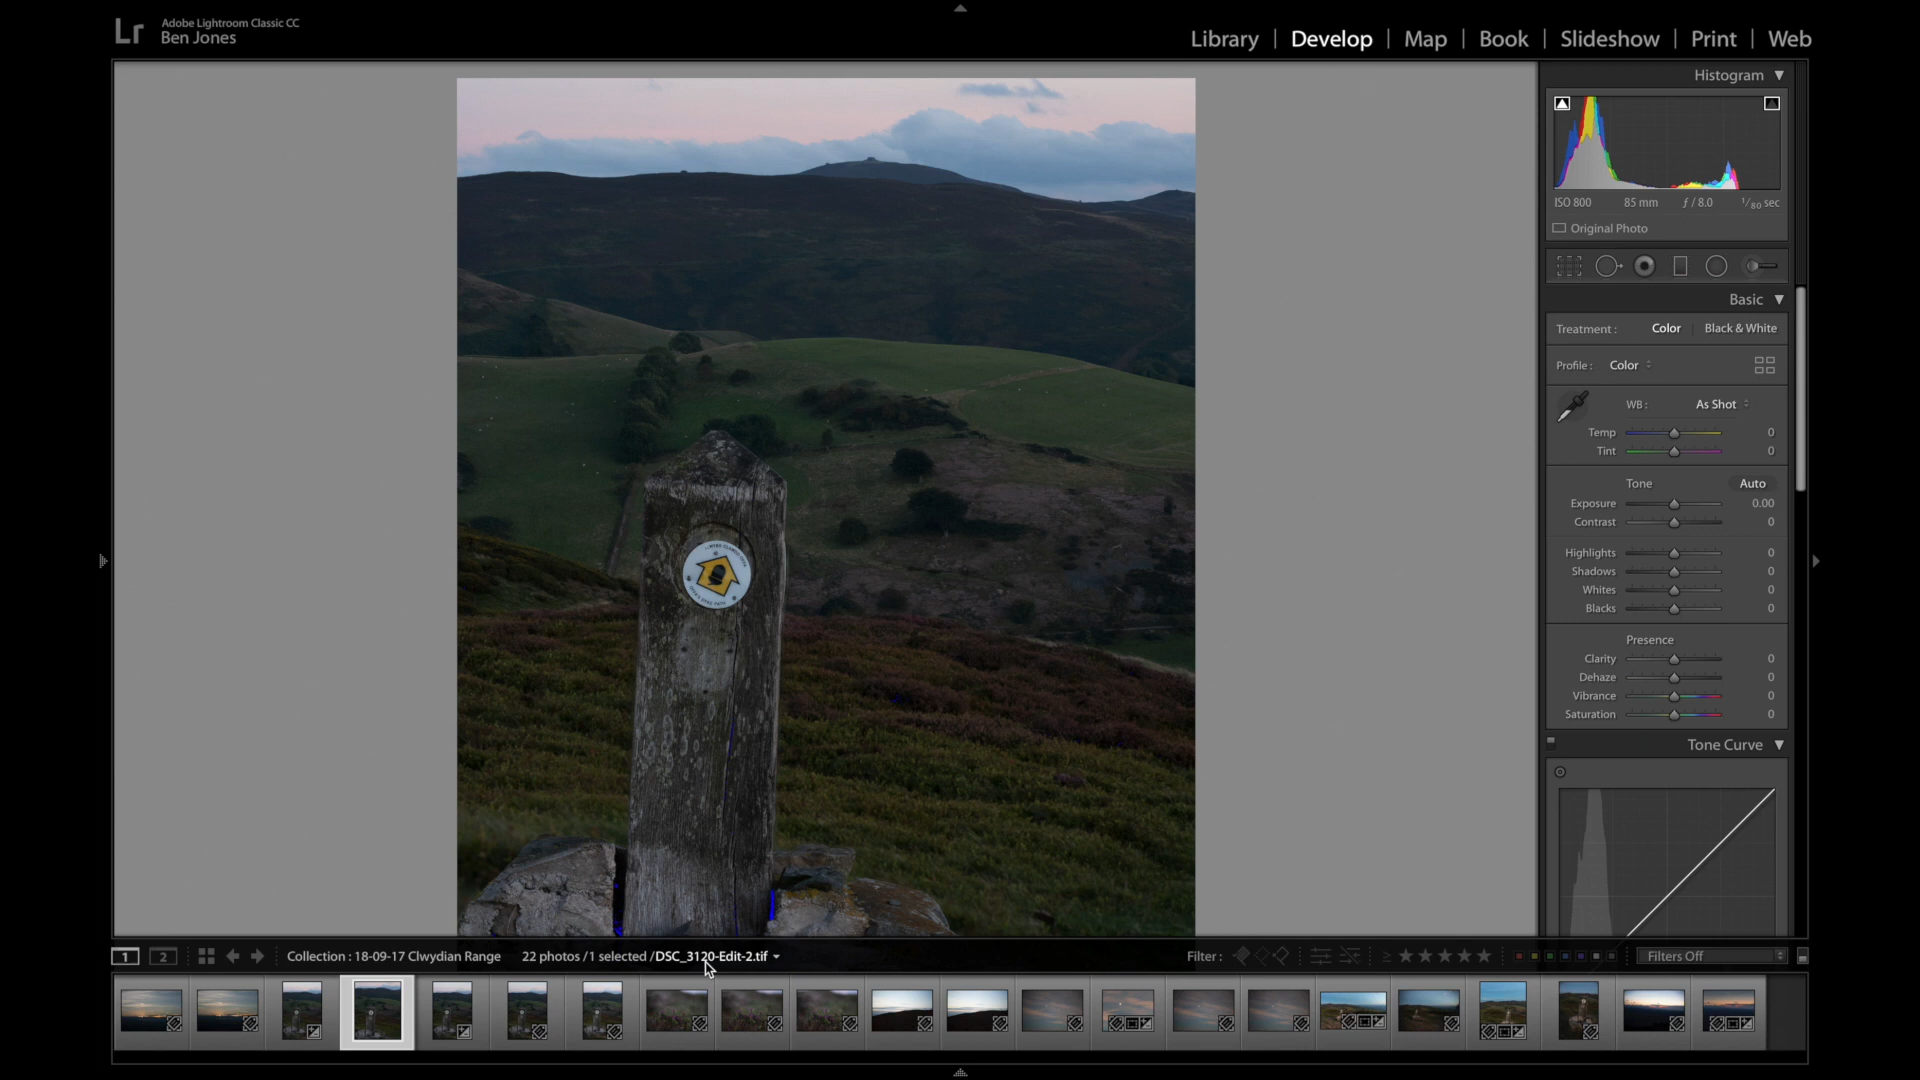 Lr
Adobe Lightroom Classic CC
Ben Jones
Library | Develop | Map | Book | Slideshow | Print | Web
Histogram
ISO 800 85 mm ƒ / 8.0 1/80 sec
Original Photo
Basic
Treatment : Color Black & White
Profile : Color
WB : As Shot
Temp 0
Tint 0
Tone Auto
Exposure 0.00
Contrast 0
Highlights 0
Shadows 0
Whites 0
Blacks 0
Presence
Clarity 0
Dehaze 0
Vibrance 0
Saturation 0
Tone Curve
1 2 Collection : 18-09-17 Clwydian Range 22 photos /1 selected /DSC_3120-Edit-2.tif Filter : ≥ Filters Off